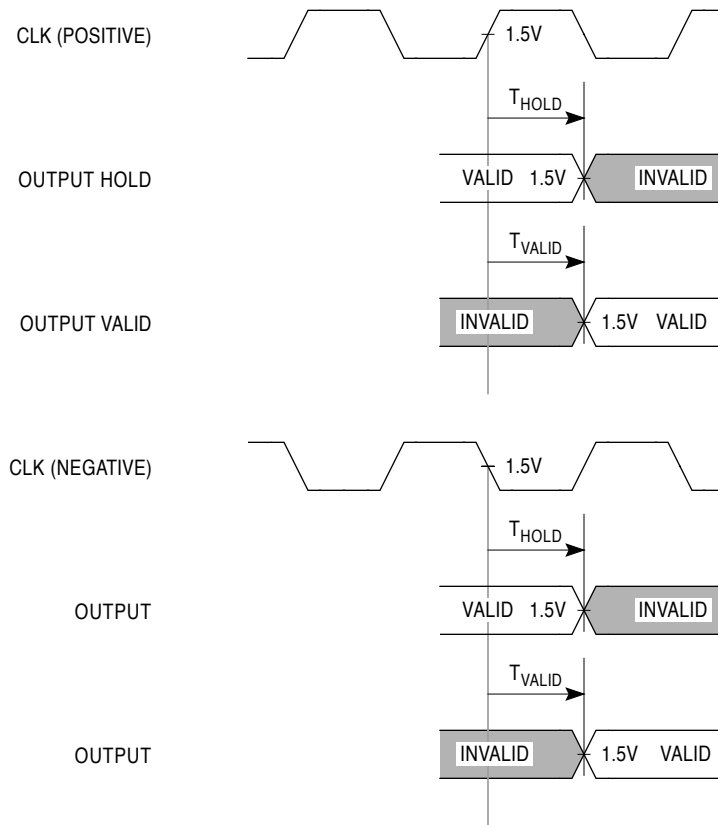 CLK (POSITIVE)
1.5V
THOLD
OUTPUT HOLD
VALID 1.5V INVALID
TVALID
OUTPUT VALID
INVALID 1.5V VALID
CLK (NEGATIVE)
1.5V
THOLD
OUTPUT
VALID 1.5V INVALID
TVALID
OUTPUT
INVALID 1.5V VALID